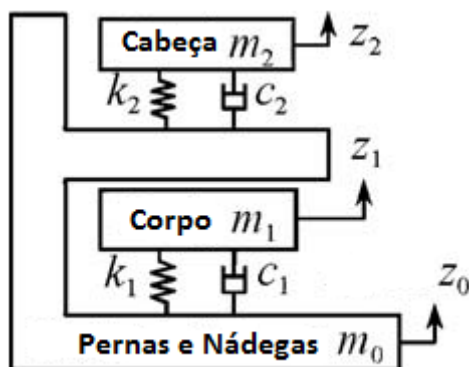 Cabeça m₂
z₂
k₂
c₂
z₁
Corpo m₁
k₁
c₁
z₀
Pernas e Nádegas m₀